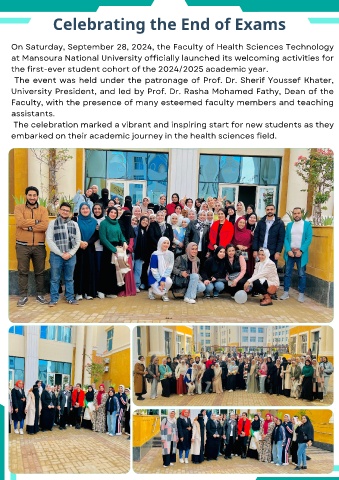 Celebrating the End of Exams
On Saturday, September 28, 2024, the Faculty of Health Sciences Technology
at Mansoura National University officially launched its welcoming activities for
the first-ever student cohort of the 2024/2025 academic year.
The event was held under the patronage of Prof. Dr. Sherif Youssef Khater,
University President, and led by Prof. Dr. Rasha Mohamed Fathy, Dean of the
Faculty, with the presence of many esteemed faculty members and teaching
assistants.
The celebration marked a vibrant and inspiring start for new students as they
embarked on their academic journey in the health sciences field.